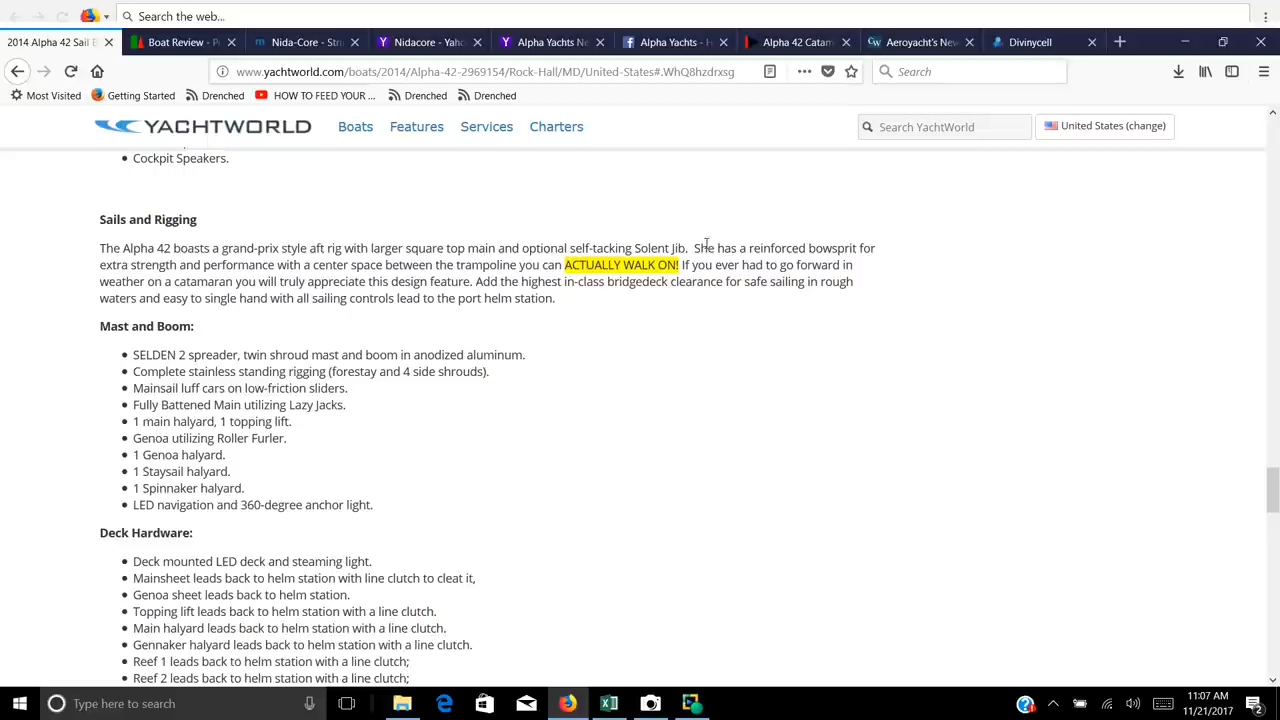 Search the web...
2014 Alpha 42 Sail B
Boat Review - P
Nida-Core - Stru
Nidacore - Yaho
Alpha Yachts Ne
Alpha Yachts - H
Alpha 42 Catam
Aeroyacht's New
Divinycell
www.yachtworld.com/boats/2014/Alpha-42-2969154/Rock-Hall/MD/United-States#.WhQ8hzdrxsg
Search
Most Visited
Getting Started
Drenched
HOW TO FEED YOUR ...
Drenched
Drenched
YACHTWORLD
Boats
Features
Services
Charters
Search YachtWorld
United States (change)
Cockpit Speakers.
Sails and Rigging
The Alpha 42 boasts a grand-prix style aft rig with larger square top main and optional self-tacking Solent Jib. She has a reinforced bowsprit for
extra strength and performance with a center space between the trampoline you can ACTUALLY WALK ON! If you ever had to go forward in
weather on a catamaran you will truly appreciate this design feature. Add the highest in-class bridgedeck clearance for safe sailing in rough
waters and easy to single hand with all sailing controls lead to the port helm station.
Mast and Boom:
SELDEN 2 spreader, twin shroud mast and boom in anodized aluminum.
Complete stainless standing rigging (forestay and 4 side shrouds).
Mainsail luff cars on low-friction sliders.
Fully Battened Main utilizing Lazy Jacks.
1 main halyard, 1 topping lift.
Genoa utilizing Roller Furler.
1 Genoa halyard.
1 Staysail halyard.
1 Spinnaker halyard.
LED navigation and 360-degree anchor light.
Deck Hardware:
Deck mounted LED deck and steaming light.
Mainsheet leads back to helm station with line clutch to cleat it,
Genoa sheet leads back to helm station.
Topping lift leads back to helm station with a line clutch.
Main halyard leads back to helm station with a line clutch.
Gennaker halyard leads back to helm station with a line clutch.
Reef 1 leads back to helm station with a line clutch;
Reef 2 leads back to helm station with a line clutch;
Type here to search
11:07 AM
11/21/2017
2